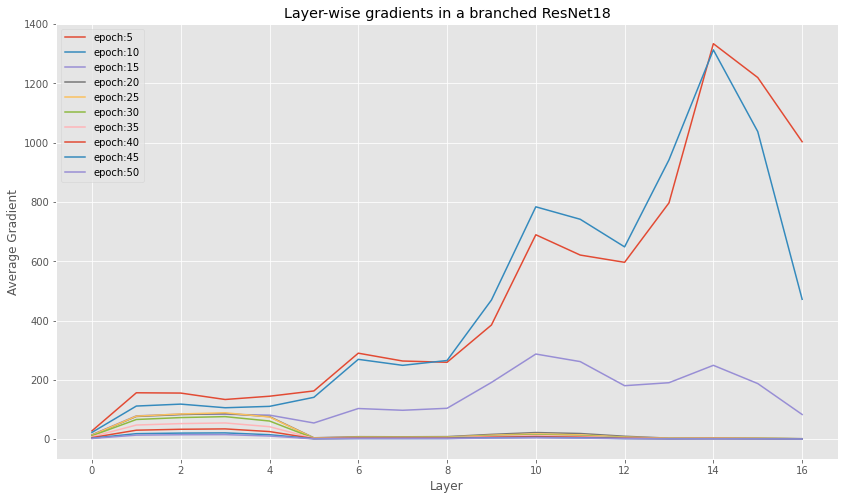 Layer-wise gradients in a branched ResNet18
1400
1200
1000
800
600
400
200
0
Average Gradient
epoch:5
epoch:10
epoch:15
epoch:20
epoch:25
epoch:30
epoch:35
epoch:40
epoch:45
epoch:50
0 2 4 6 8 10 12 14 16
Layer